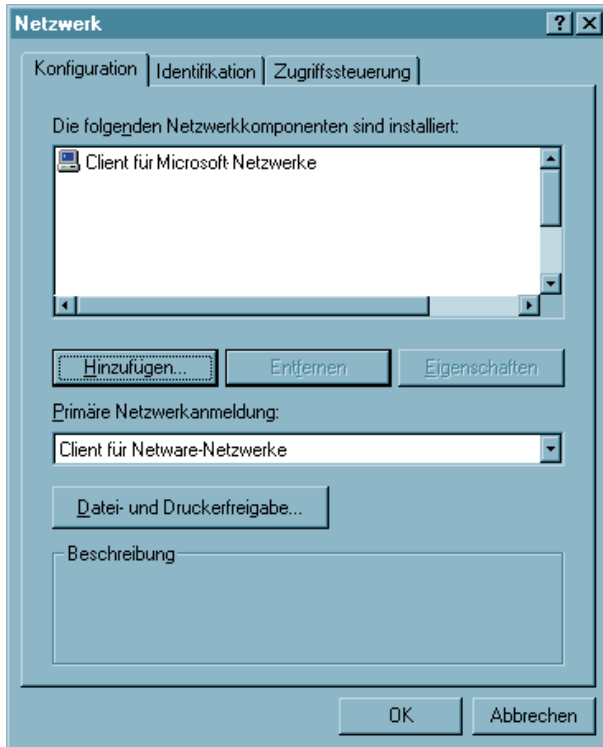 Netzwerk
Konfiguration Identifikation Zugriffssteuerung
Die folgenden Netzwerkkomponenten sind installiert:
Client für Microsoft-Netzwerke
Hinzufügen... Entfernen Eigenschaften
Primäre Netzwerkanmeldung:
Client für Netware-Netzwerke
Datei- und Druckerfreigabe...
Beschreibung
OK Abbrechen